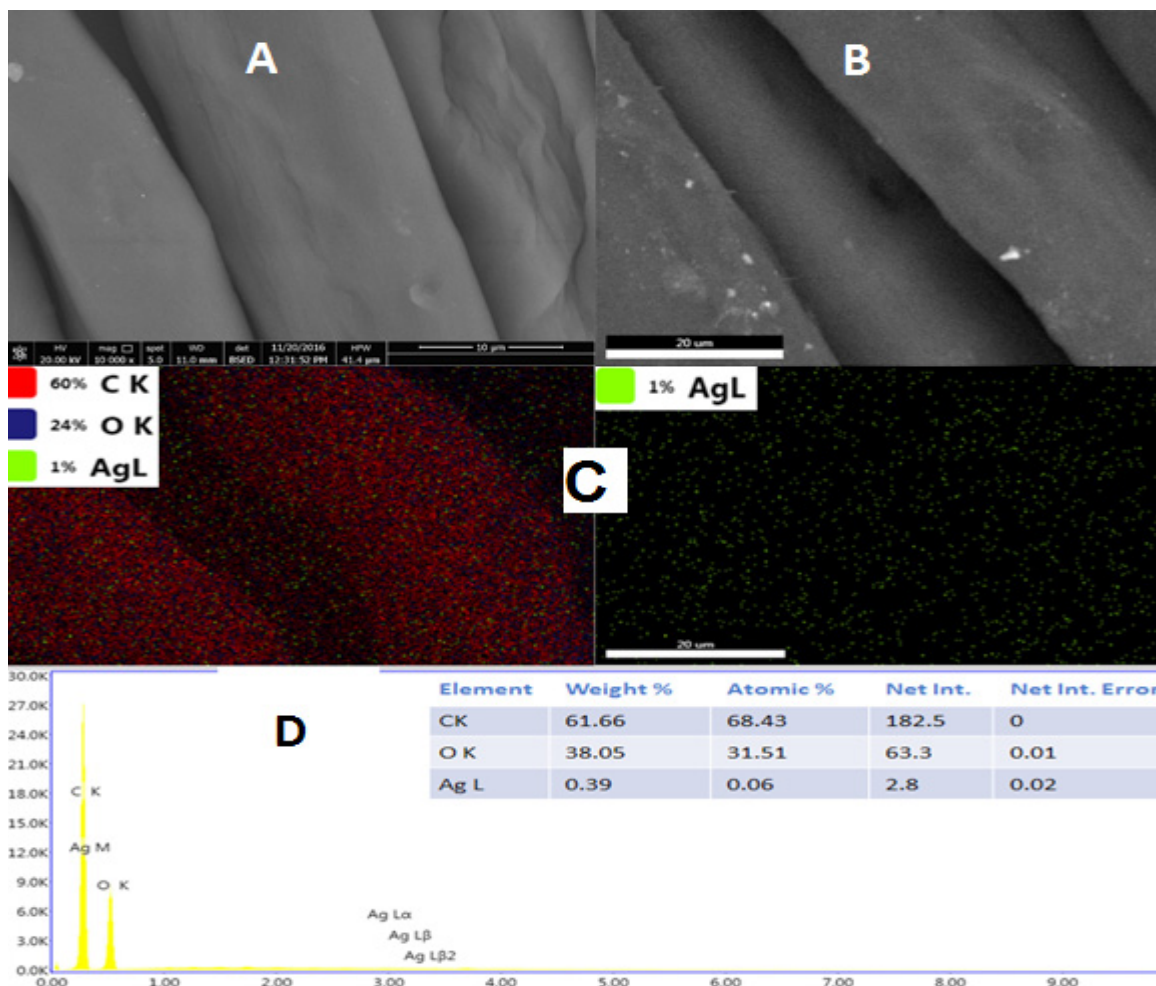 A
B
HV mag spot WD det 11/20/2016 HFW 10 µm
20.00 kV 10 000 x 5.0 11.0 mm BSED 12:31:52 PM 41.4 µm
20 um
60% C K
24% O K
1% AgL
1% AgL
C
20 um
D
Element Weight % Atomic % Net Int. Net Int. Error
CK 61.66 68.43 182.5 0
O K 38.05 31.51 63.3 0.01
Ag L 0.39 0.06 2.8 0.02
30.0K
27.0K
24.0K
21.0K
18.0K
15.0K
12.0K
9.0K
6.0K
3.0K
0.0K
C K
Ag M
O K
Ag Lα
Ag Lβ
Ag Lβ2
0.00 1.00 2.00 3.00 4.00 5.00 6.00 7.00 8.00 9.00